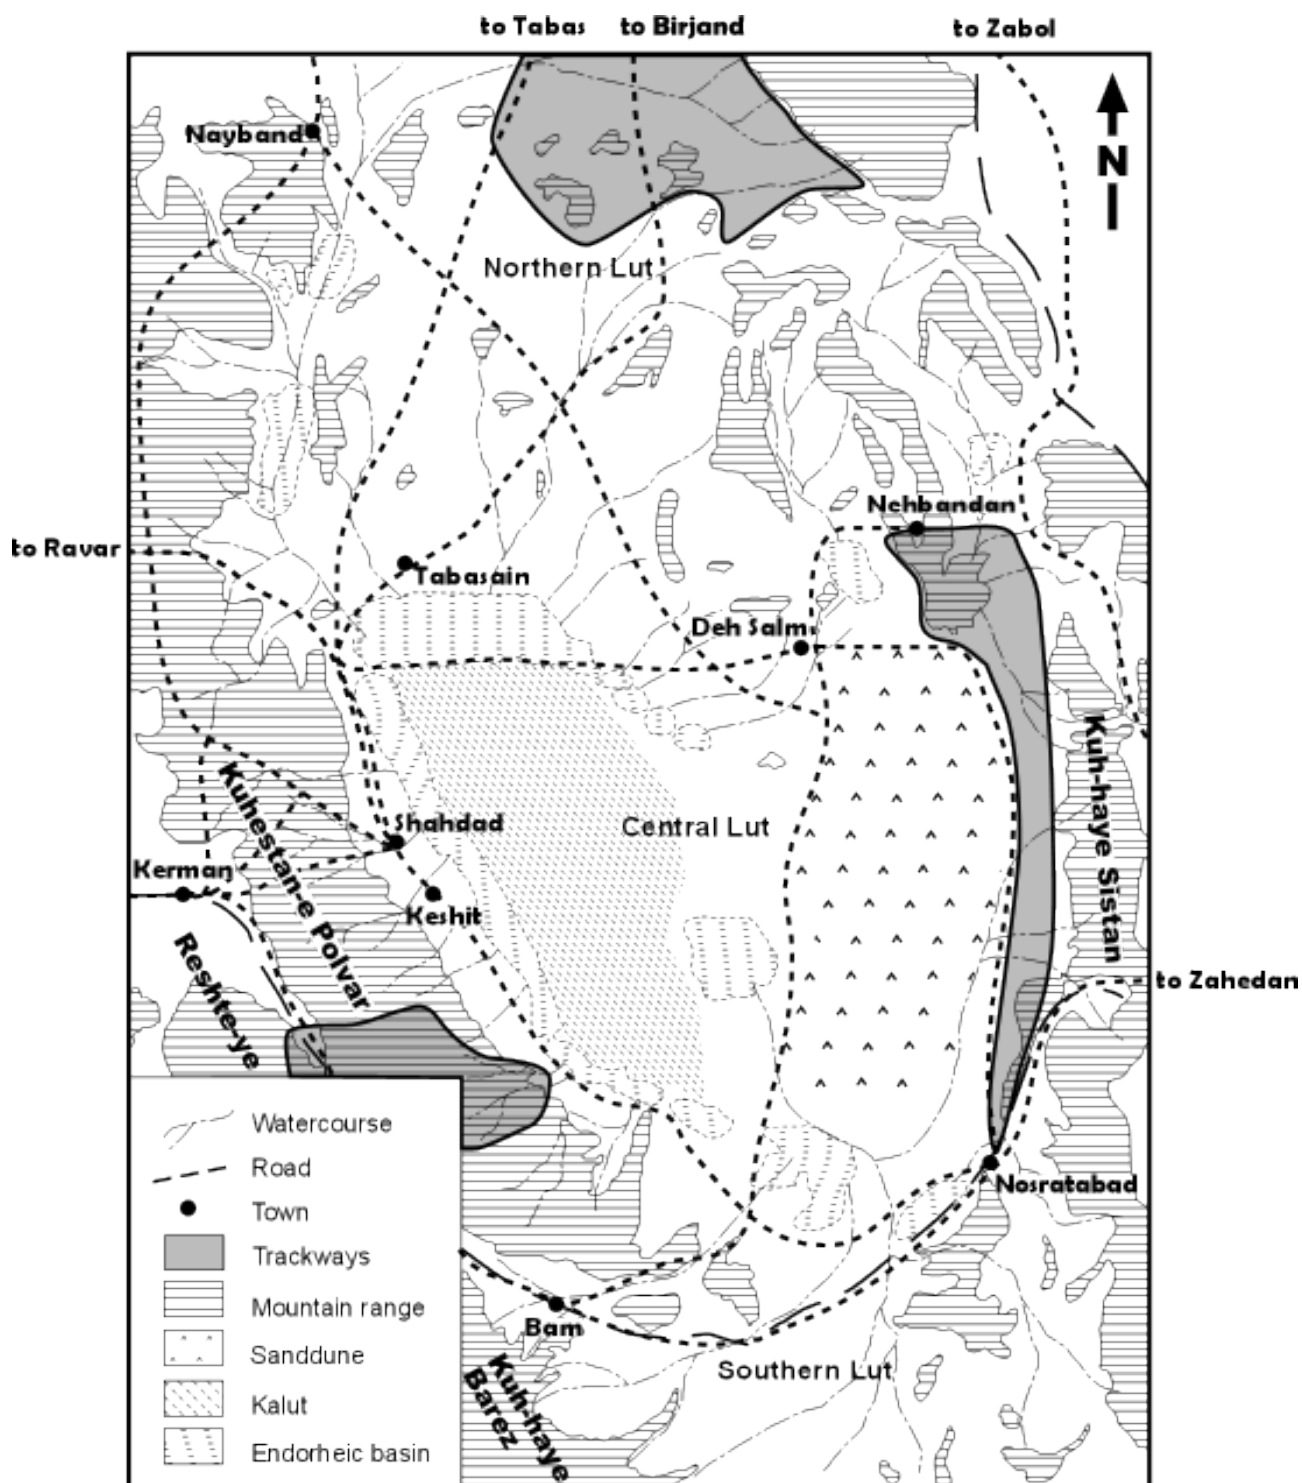 to Tabas
to Birjand
to Zabol
N
Nayband
Northern Lut
Nehbandan
to Ravar
Tabasain
Deh Salm
Kuh-haye Sistan
Kuhestan-e Polvar
Shahdad
Central Lut
Kerman
Keshit
Reshte-ye
to Zahedan
Nosratabad
Bam
Southern Lut
Kuh-haye
Barez
Watercourse
Road
Town
Trackways
Mountain range
Sanddune
Kalut
Endorheic basin